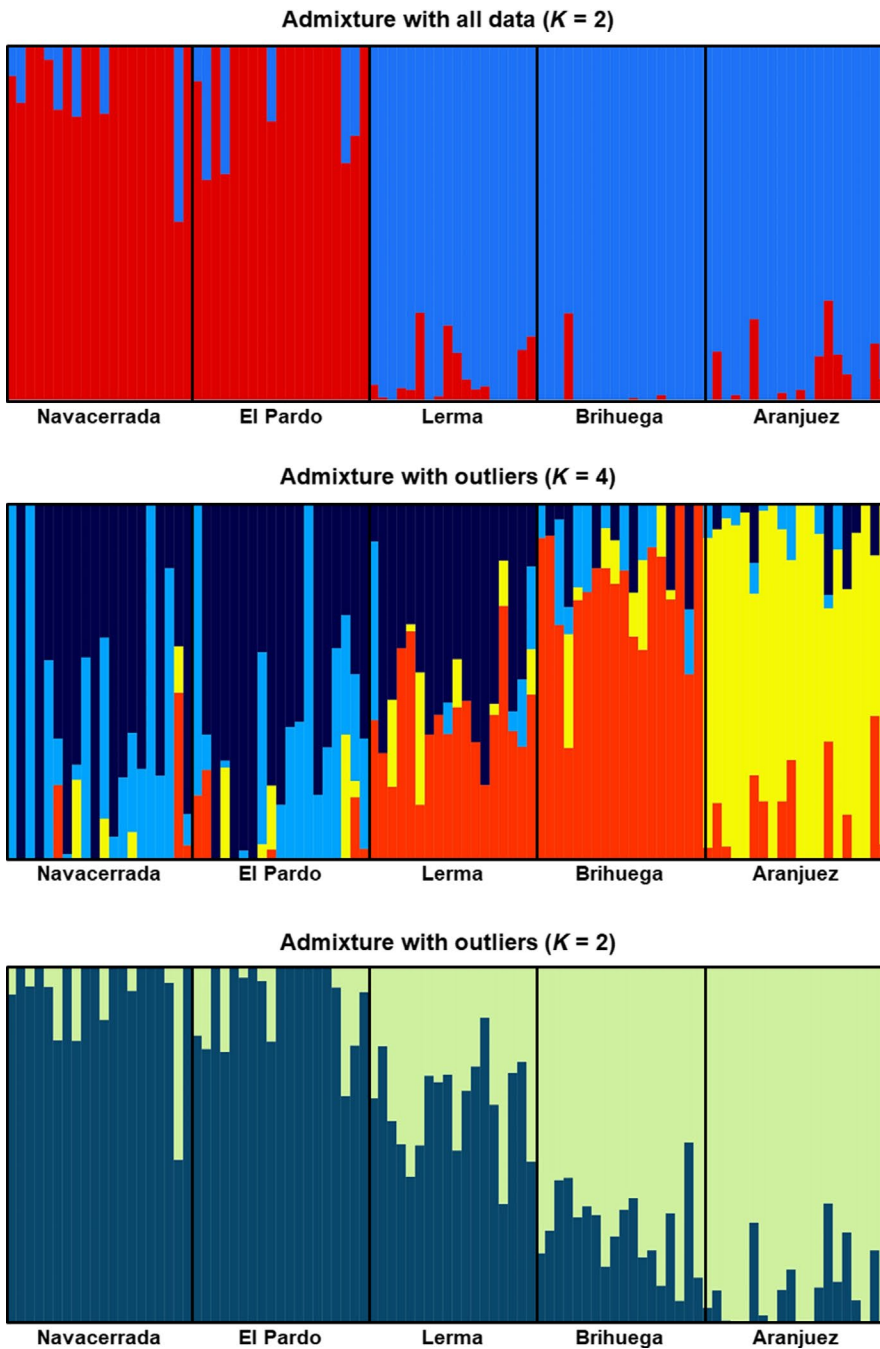 Admixture with all data (K = 2)
Navacerrada El Pardo Lerma Brihuega Aranjuez
Admixture with outliers (K = 4)
Navacerrada El Pardo Lerma Brihuega Aranjuez
Admixture with outliers (K = 2)
Navacerrada El Pardo Lerma Brihuega Aranjuez